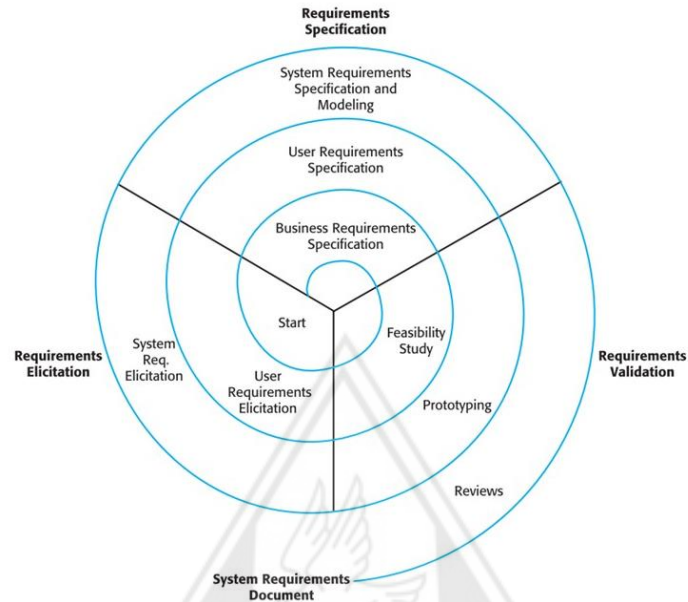 Requirements
Specification
System Requirements
Specification and
Modeling
User Requirements
Specification
Business Requirements
Specification
Start
Feasibility
Study
System
Req.
Elicitation
User
Requirements
Elicitation
Requirements
Elicitation
Requirements
Validation
Prototyping
Reviews
System Requirements
Document